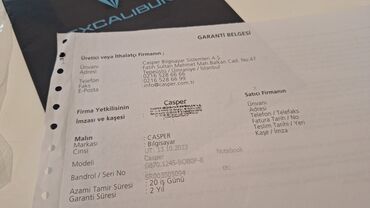 EXCALIBUR
GARANTİ BELGESİ
Üretici veya İthalatçı Firmanın :
Ünvanı : Casper Bilgisayar Sistemleri A.Ş
Adresi : Fatih Sultan Mehmet Mah.Balkan Cad. No:47
Tepeüstü / Ümraniye / İstanbul
Telefon : 0216 528 66 66
Faks : 0216 528 66 99
E-Posta : info@casper.com.tr
Firma Yetkilisinin
İmzası ve kaşesi
Casper
Satıcı Firmanın
Ünvanı
Adresi
Telefon / Telefaks
Fatura Tarihi / No
Teslim Tarihi / Yeri
Kaşe / İmza
Malın : CASPER
Markası : Bilgisayar
Cinsi Notebook
Modeli Casper
Bandrol / Seri No
Azami Tamir Süresi : 20 iş Günü
Garanti Süresi : 2 Yıl